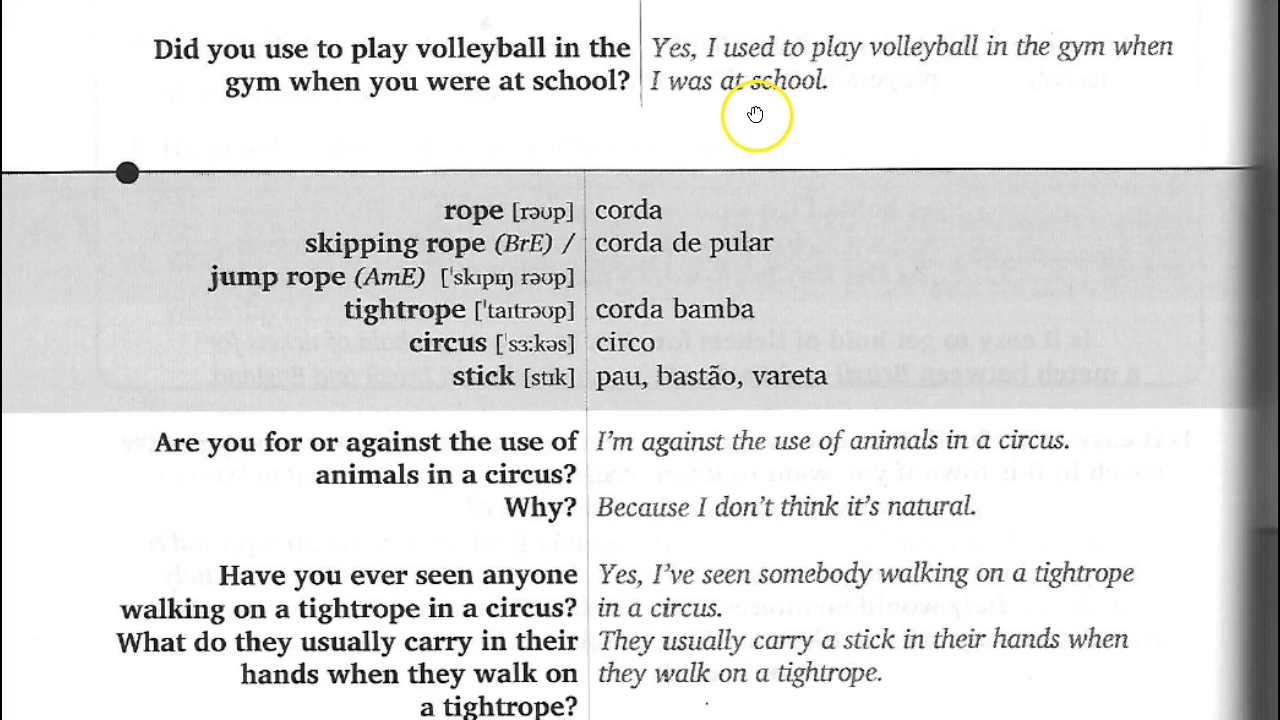 Did you use to play volleyball in the
gym when you were at school?
Yes, I used to play volleyball in the gym when
I was at school.
rope [rəʊp] corda
skipping rope (BrE) / corda de pular
jump rope (AmE) [ˈskɪpɪŋ rəʊp]
tightrope [ˈtaɪtrəʊp] corda bamba
circus [ˈsɜːkəs] circo
stick [stɪk] pau, bastão, vareta
Are you for or against the use of
animals in a circus?
I'm against the use of animals in a circus.
Why?
Because I don't think it's natural.
Have you ever seen anyone
walking on a tightrope in a circus?
Yes, I've seen somebody walking on a tightrope
in a circus.
What do they usually carry in their
hands when they walk on
a tightrope?
They usually carry a stick in their hands when
they walk on a tightrope.